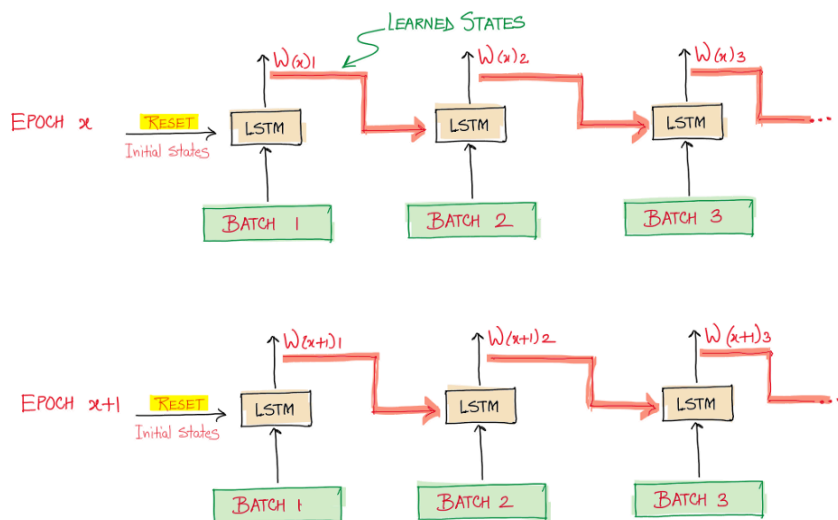 LEARNED STATES
W(x)1
W(x)2
W(x)3
EPOCH x
RESET
Initial States
LSTM
LSTM
LSTM
...
BATCH 1
BATCH 2
BATCH 3
W(x+1)1
W(x+1)2
W(x+1)3
EPOCH x+1
RESET
Initial States
LSTM
LSTM
LSTM
...
BATCH 1
BATCH 2
BATCH 3